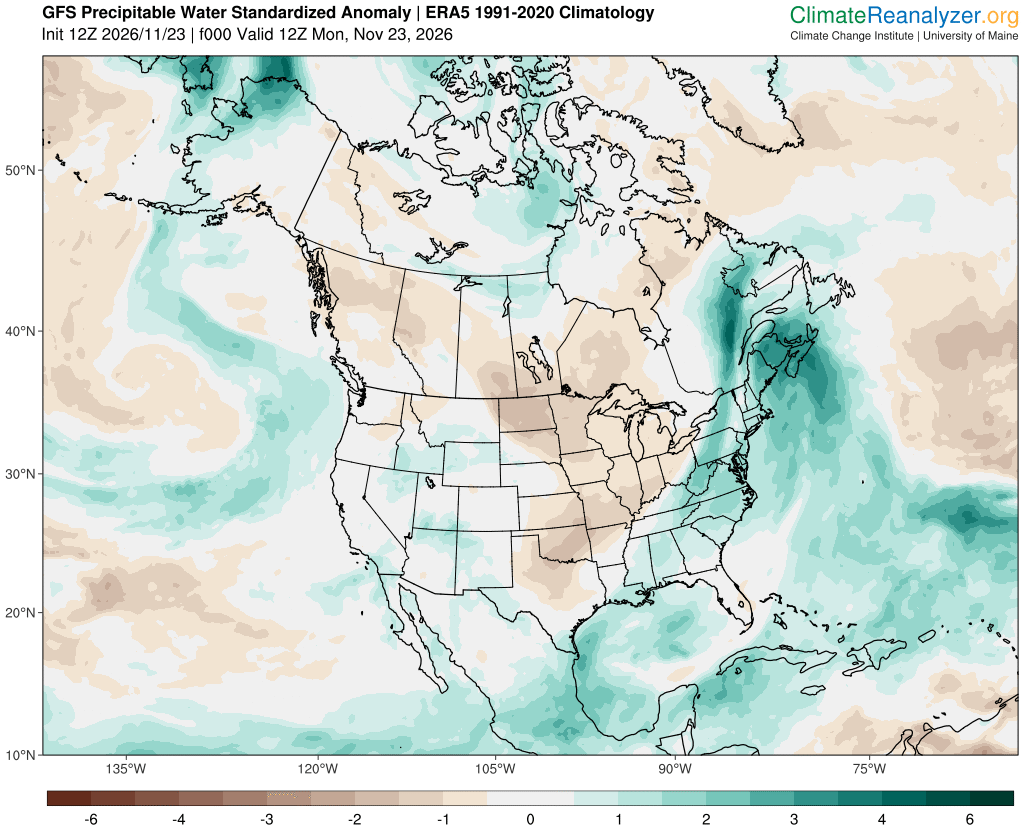 GFS Precipitable Water Standardized Anomaly | ERA5 1991-2020 Climatology
Init 12Z 2026/11/23 | f000 Valid 12Z Mon, Nov 23, 2026
ClimateReanalyzer.org
Climate Change Institute | University of Maine
50°N
40°N
30°N
20°N
10°N
135°W 120°W 105°W 90°W 75°W
-6 -4 -3 -2 -1 0 1 2 3 4 6